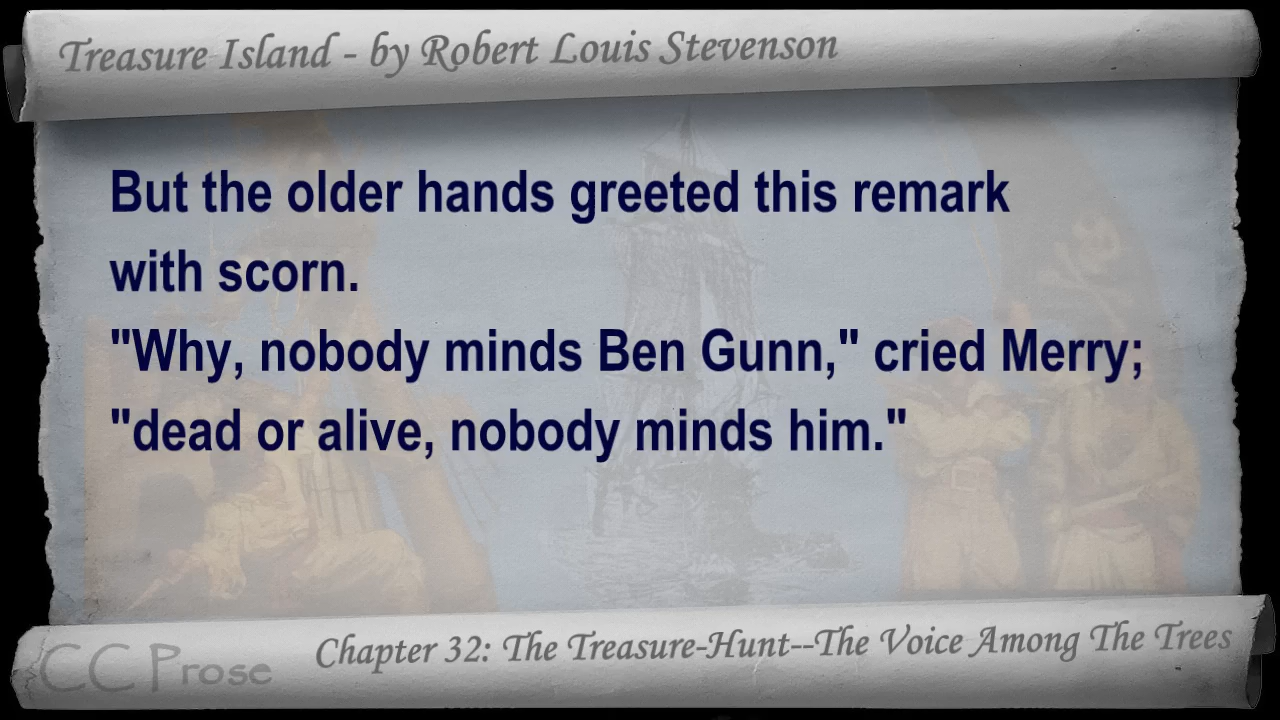 Treasure Island - by Robert Louis Stevenson
But the older hands greeted this remark
with scorn.
"Why, nobody minds Ben Gunn," cried Merry;
"dead or alive, nobody minds him."
Chapter 32: The Treasure-Hunt--The Voice Among The Trees
CC Prose